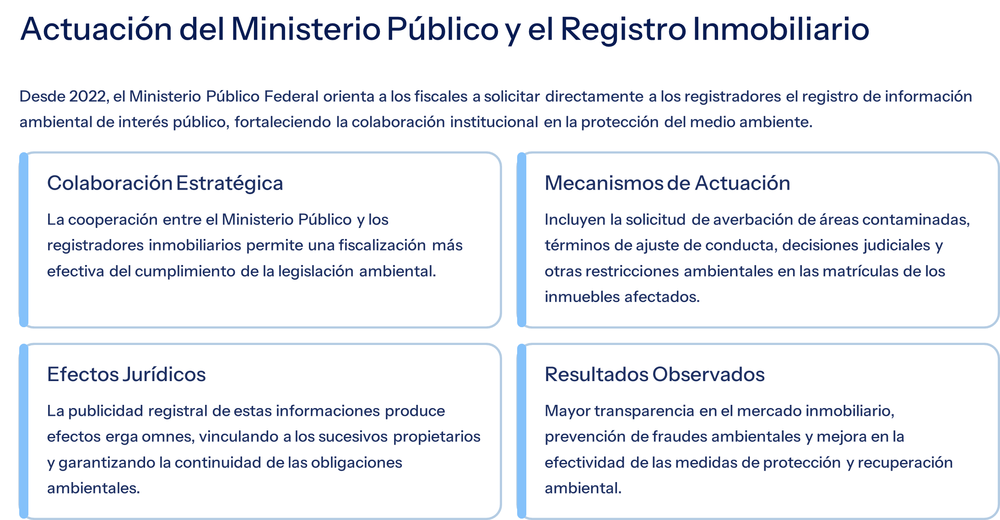 Actuación del Ministerio Público y el Registro Inmobiliario
Desde 2022, el Ministerio Público Federal orienta a los fiscales a solicitar directamente a los registradores el registro de información
ambiental de interés público, fortaleciendo la colaboración institucional en la protección del medio ambiente.
Colaboración Estratégica
La cooperación entre el Ministerio Público y los
registradores inmobiliarios permite una fiscalización más
efectiva del cumplimiento de la legislación ambiental.
Mecanismos de Actuación
Incluyen la solicitud de averbación de áreas contaminadas,
términos de ajuste de conducta, decisiones judiciales y
otras restricciones ambientales en las matrículas de los
inmuebles afectados.
Efectos Jurídicos
La publicidad registral de estas informaciones produce
efectos erga omnes, vinculando a los sucesivos propietarios
y garantizando la continuidad de las obligaciones
ambientales.
Resultados Observados
Mayor transparencia en el mercado inmobiliario,
prevención de fraudes ambientales y mejora en la
efectividad de las medidas de protección y recuperación
ambiental.